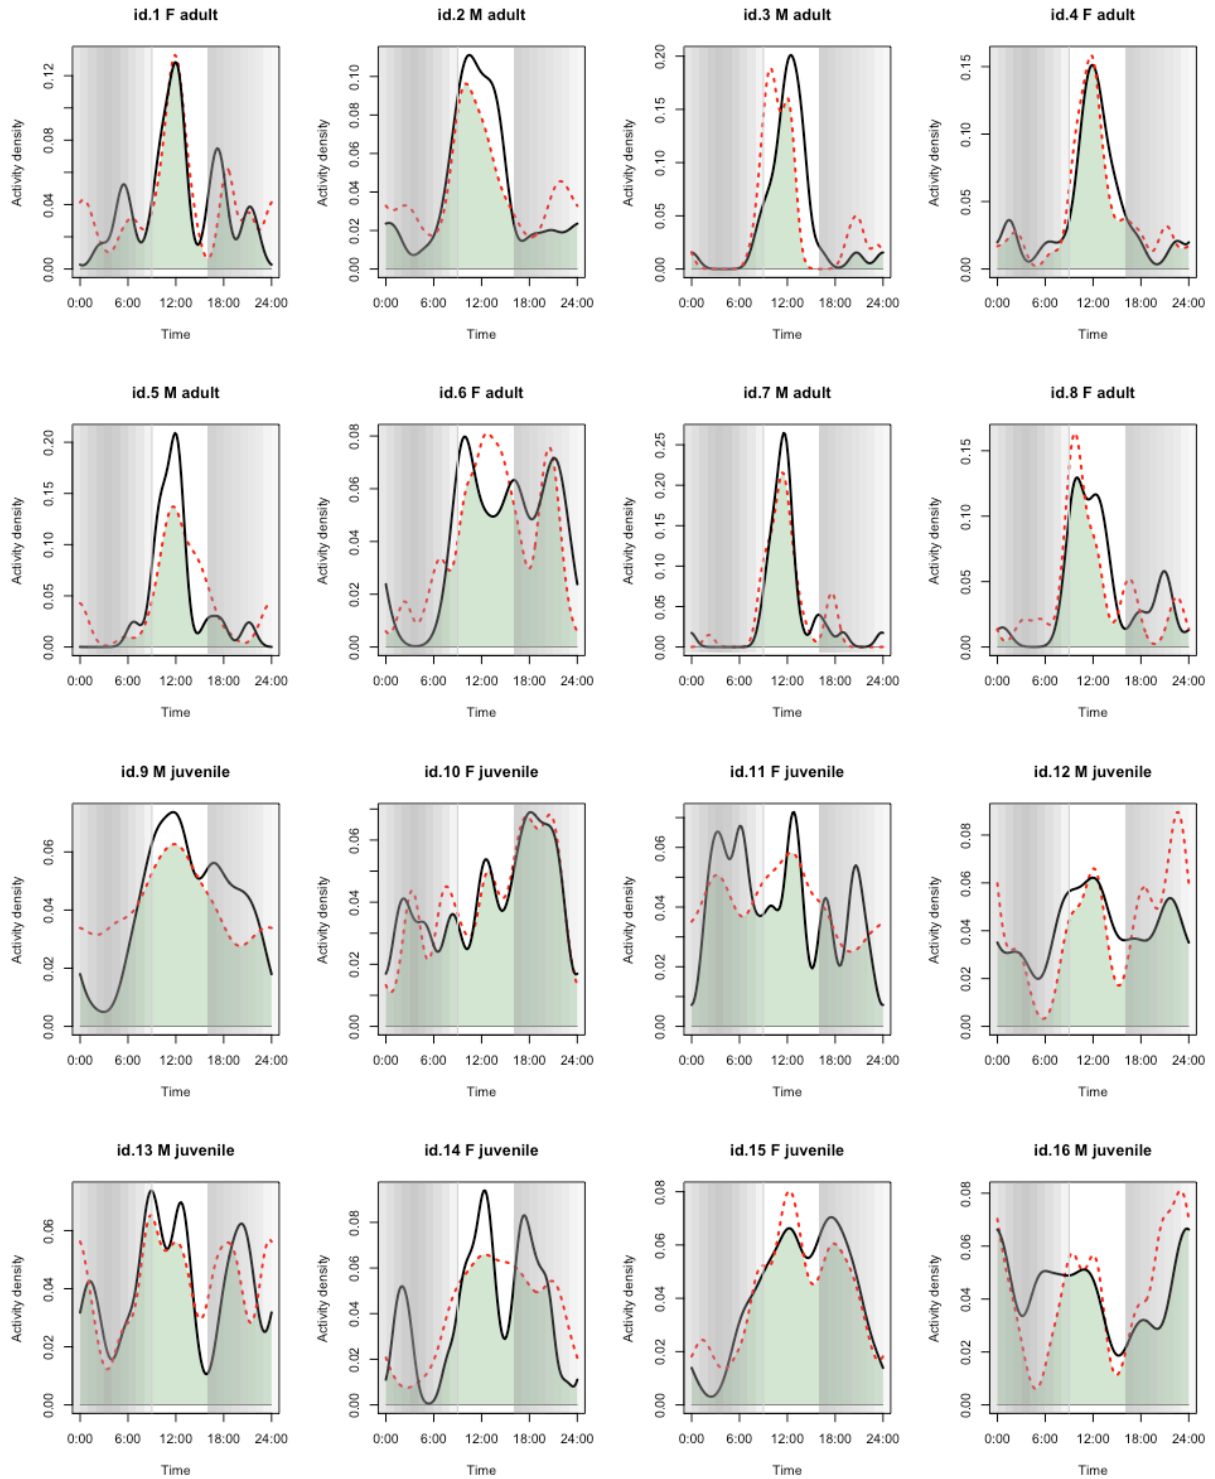 id.1 F adult
id.2 M adult
id.3 M adult
id.4 F adult
Activity density
0.00 0.04 0.08 0.12
0:00 6:00 12:00 18:00 24:00
Time
Activity density
0.00 0.02 0.04 0.06 0.08 0.10
0:00 6:00 12:00 18:00 24:00
Time
Activity density
0.00 0.05 0.10 0.15 0.20
0:00 6:00 12:00 18:00 24:00
Time
Activity density
0.00 0.05 0.10 0.15
0:00 6:00 12:00 18:00 24:00
Time
id.5 M adult
id.6 F adult
id.7 M adult
id.8 F adult
Activity density
0.00 0.05 0.10 0.15 0.20
0:00 6:00 12:00 18:00 24:00
Time
Activity density
0.00 0.02 0.04 0.06 0.08
0:00 6:00 12:00 18:00 24:00
Time
Activity density
0.00 0.05 0.10 0.15 0.20 0.25
0:00 6:00 12:00 18:00 24:00
Time
Activity density
0.00 0.05 0.10 0.15
0:00 6:00 12:00 18:00 24:00
Time
id.9 M juvenile
id.10 F juvenile
id.11 F juvenile
id.12 M juvenile
Activity density
0.00 0.02 0.04 0.06
0:00 6:00 12:00 18:00 24:00
Time
Activity density
0.00 0.02 0.04 0.06
0:00 6:00 12:00 18:00 24:00
Time
Activity density
0.00 0.02 0.04 0.06
0:00 6:00 12:00 18:00 24:00
Time
Activity density
0.00 0.02 0.04 0.06 0.08
0:00 6:00 12:00 18:00 24:00
Time
id.13 M juvenile
id.14 F juvenile
id.15 F juvenile
id.16 M juvenile
Activity density
0.00 0.02 0.04 0.06
0:00 6:00 12:00 18:00 24:00
Time
Activity density
0.00 0.02 0.04 0.06 0.08
0:00 6:00 12:00 18:00 24:00
Time
Activity density
0.00 0.02 0.04 0.06 0.08
0:00 6:00 12:00 18:00 24:00
Time
Activity density
0.00 0.02 0.04 0.06 0.08
0:00 6:00 12:00 18:00 24:00
Time